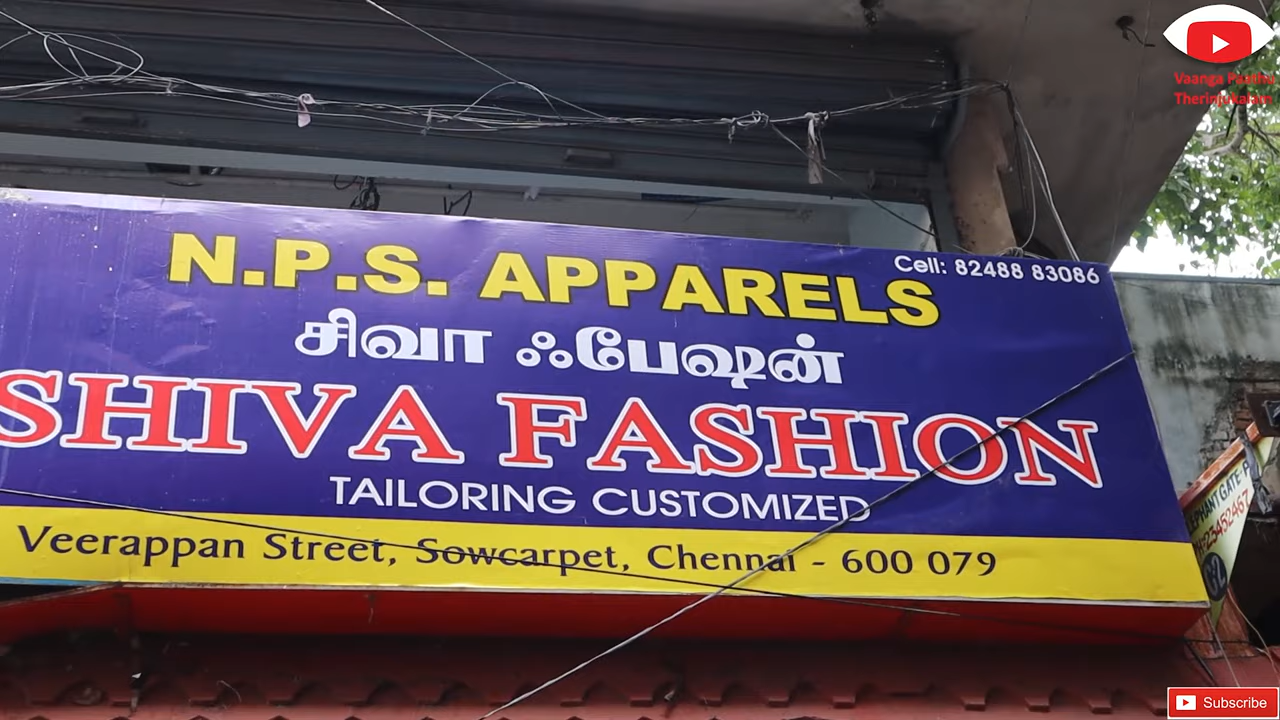 Vaanga Paathu
Therinjukalam
Cell: 82488 83086
N.P.S. APPARELS
சிவா ஃபேஷன்
SHIVA FASHION
TAILORING CUSTOMIZED
Veerappan Street, Sowcarpet, Chennai - 600 079
GATE
Subscribe